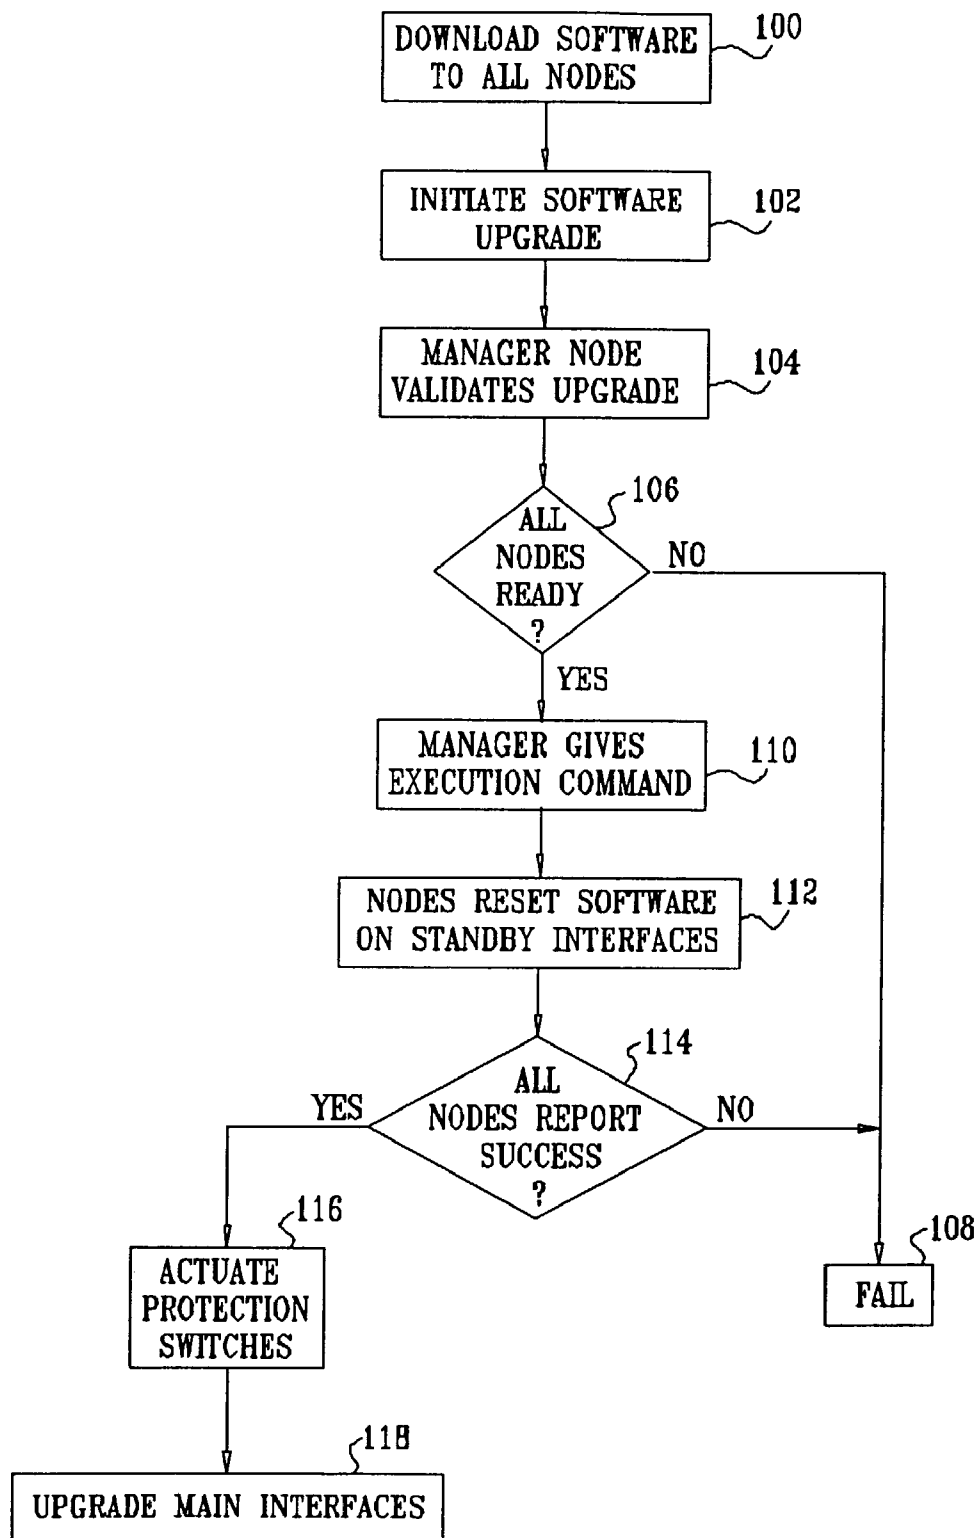 DOWNLOAD SOFTWARE
TO ALL NODES
100
INITIATE SOFTWARE
UPGRADE
102
MANAGER NODE
VALIDATES UPGRADE
104
106
ALL
NODES
READY
?
NO
YES
MANAGER GIVES
EXECUTION COMMAND
110
NODES RESET SOFTWARE
ON STANDBY INTERFACES
112
114
ALL
NODES REPORT
SUCCESS
?
YES
NO
116
ACTUATE
PROTECTION
SWITCHES
108
FAIL
118
UPGRADE MAIN INTERFACES